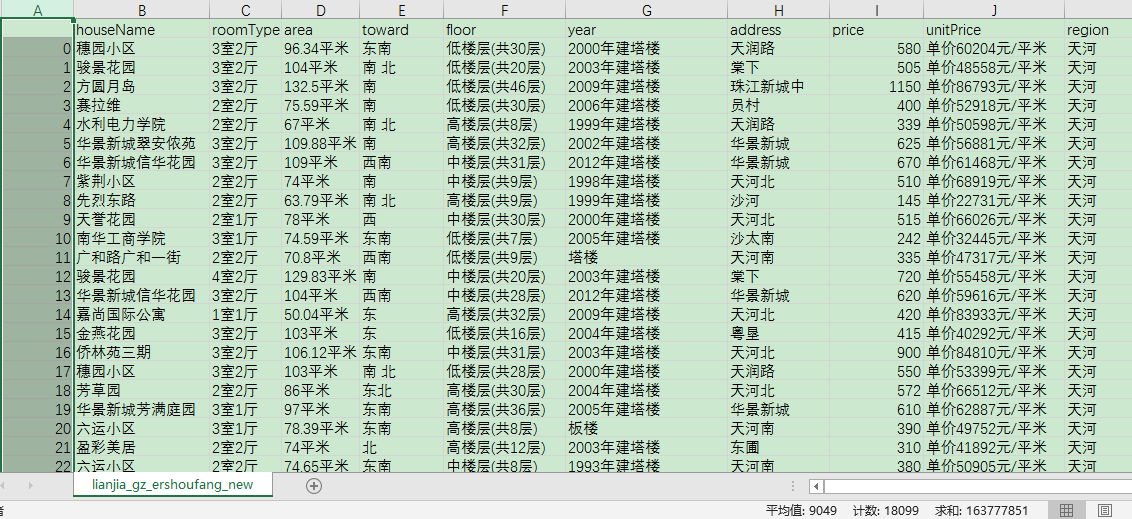 A B C D E F G H I J K
houseName roomType area toward floor year address price unitPrice region
0 穗园小区 3室2厅 96.34平米 东南 低楼层(共30层) 2000年建塔楼 天润路 580 单价60204元/平米 天河
1 骏景花园 3室2厅 104平米 南 北 低楼层(共20层) 2003年建塔楼 棠下 505 单价48558元/平米 天河
2 方圆月岛 3室2厅 132.5平米 南 低楼层(共46层) 2009年建塔楼 珠江新城中 1150 单价86793元/平米 天河
3 赛拉维 2室2厅 75.59平米 南 低楼层(共30层) 2006年建塔楼 员村 400 单价52918元/平米 天河
4 水利电力学院 2室2厅 67平米 南 北 高楼层(共8层) 1999年建塔楼 天润路 339 单价50598元/平米 天河
5 华景新城翠安侬苑 3室2厅 109.88平米 南 高楼层(共32层) 2002年建塔楼 华景新城 625 单价56881元/平米 天河
6 华景新城信华花园 3室2厅 109平米 西南 中楼层(共31层) 2012年建塔楼 华景新城 670 单价61468元/平米 天河
7 紫荆小区 2室2厅 74平米 南 中楼层(共9层) 1998年建塔楼 天河北 510 单价68919元/平米 天河
8 先烈东路 2室2厅 63.79平米 南 北 高楼层(共9层) 1999年建塔楼 沙河 145 单价22731元/平米 天河
9 天誉花园 2室1厅 78平米 西 中楼层(共30层) 2000年建塔楼 天河北 515 单价66026元/平米 天河
10 南华工商学院 3室1厅 74.59平米 东南 低楼层(共7层) 2005年建塔楼 沙太南 242 单价32445元/平米 天河
11 广和路广和一街 2室2厅 70.8平米 西南 低楼层(共9层) 塔楼 天河南 335 单价47317元/平米 天河
12 骏景花园 4室2厅 129.83平米 南 中楼层(共20层) 2003年建塔楼 棠下 720 单价55458元/平米 天河
13 华景新城信华花园 3室2厅 104平米 西南 中楼层(共28层) 2012年建塔楼 华景新城 620 单价59616元/平米 天河
14 嘉尚国际公寓 1室1厅 50.04平米 东 高楼层(共32层) 2009年建塔楼 天河北 420 单价83933元/平米 天河
15 金燕花园 3室2厅 103平米 东 低楼层(共16层) 2004年建塔楼 粤垦 415 单价40292元/平米 天河
16 侨林苑三期 3室2厅 106.12平米 东南 中楼层(共31层) 2003年建塔楼 天河北 900 单价84810元/平米 天河
17 穗园小区 3室2厅 103平米 南 北 低楼层(共28层) 2000年建塔楼 天润路 550 单价53399元/平米 天河
18 芳草园 2室2厅 86平米 东北 高楼层(共30层) 2004年建塔楼 天河北 572 单价66512元/平米 天河
19 华景新城芳满庭园 3室1厅 97平米 东南 高楼层(共36层) 2005年建塔楼 华景新城 610 单价62887元/平米 天河
20 六运小区 3室1厅 78.39平米 东南 高楼层(共8层) 板楼 天河南 390 单价49752元/平米 天河
21 盈彩美居 2室2厅 74平米 北 高楼层(共12层) 2003年建塔楼 东圃 310 单价41892元/平米 天河
22 六运小区 2室2厅 74.65平米 东南 中楼层(共8层) 1993年建塔楼 天河南 380 单价50905元/平米 天河
lianjia_gz_ershoufang_new
平均值: 9049 计数: 18099 求和: 163777851